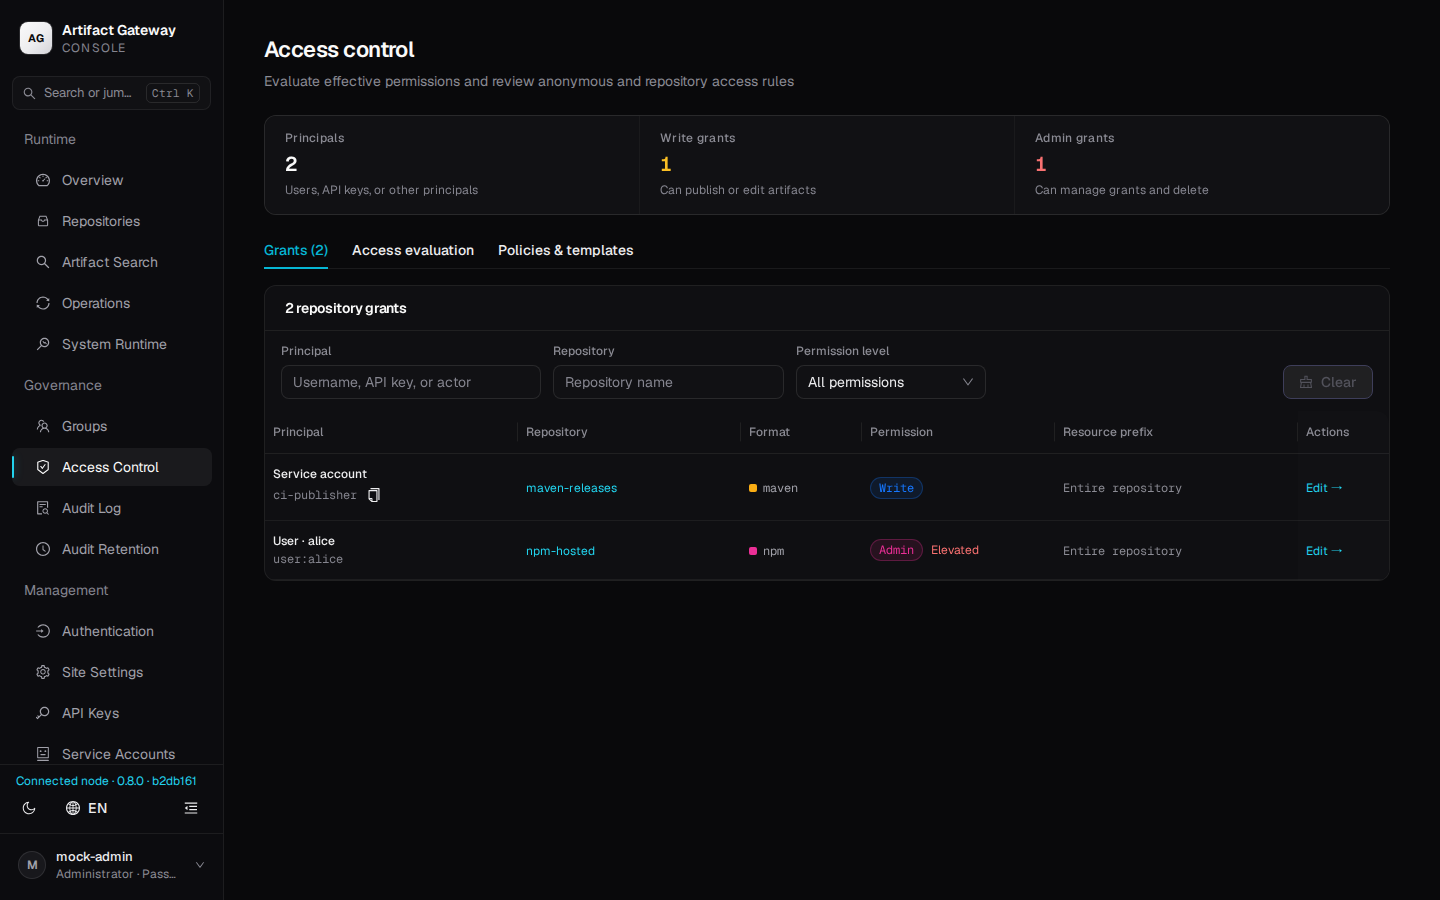 AG
Artifact Gateway
CONSOLE
Search or jum...
Ctrl K
Runtime
Overview
Repositories
Artifact Search
Operations
System Runtime
Governance
Groups
Access Control
Audit Log
Audit Retention
Management
Authentication
Site Settings
API Keys
Service Accounts
Connected node · 0.8.0 · b2db161
EN
M
mock-admin
Administrator · Pass...
Access control
Evaluate effective permissions and review anonymous and repository access rules
Principals
2
Users, API keys, or other principals
Write grants
1
Can publish or edit artifacts
Admin grants
1
Can manage grants and delete
Grants (2)
Access evaluation
Policies & templates
2 repository grants
Principal
Username, API key, or actor
Repository
Repository name
Permission level
All permissions
Clear
Principal
Repository
Format
Permission
Resource prefix
Actions
Service account
ci-publisher
maven-releases
maven
Write
Entire repository
Edit →
User · alice
user:alice
npm-hosted
npm
Admin
Elevated
Entire repository
Edit →